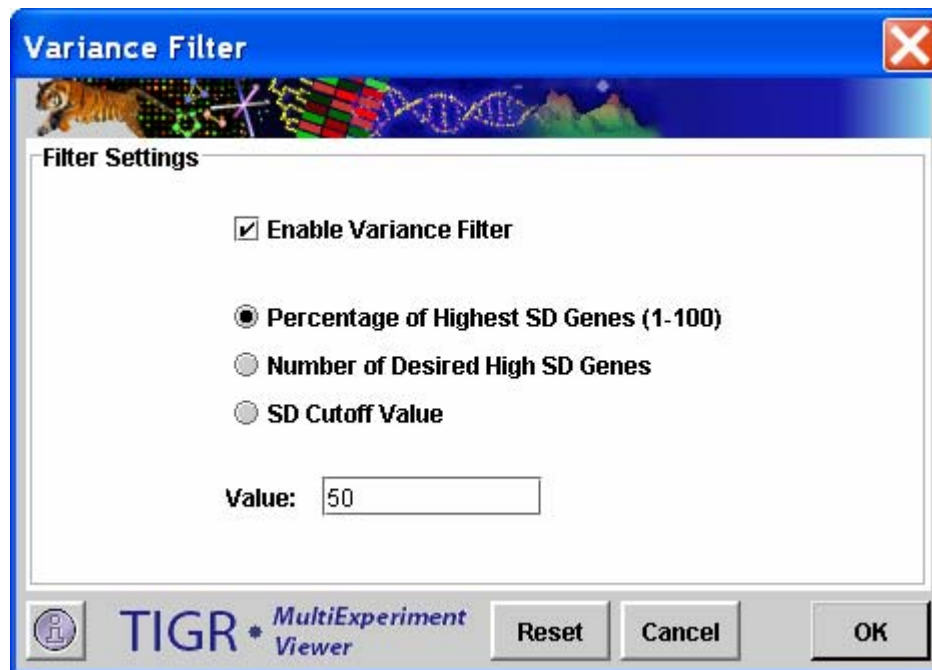 Variance Filter
Filter Settings
Enable Variance Filter
Percentage of Highest SD Genes (1-100)
Number of Desired High SD Genes
SD Cutoff Value
Value: 50
TIGR • MultiExperiment
Viewer
Reset Cancel OK